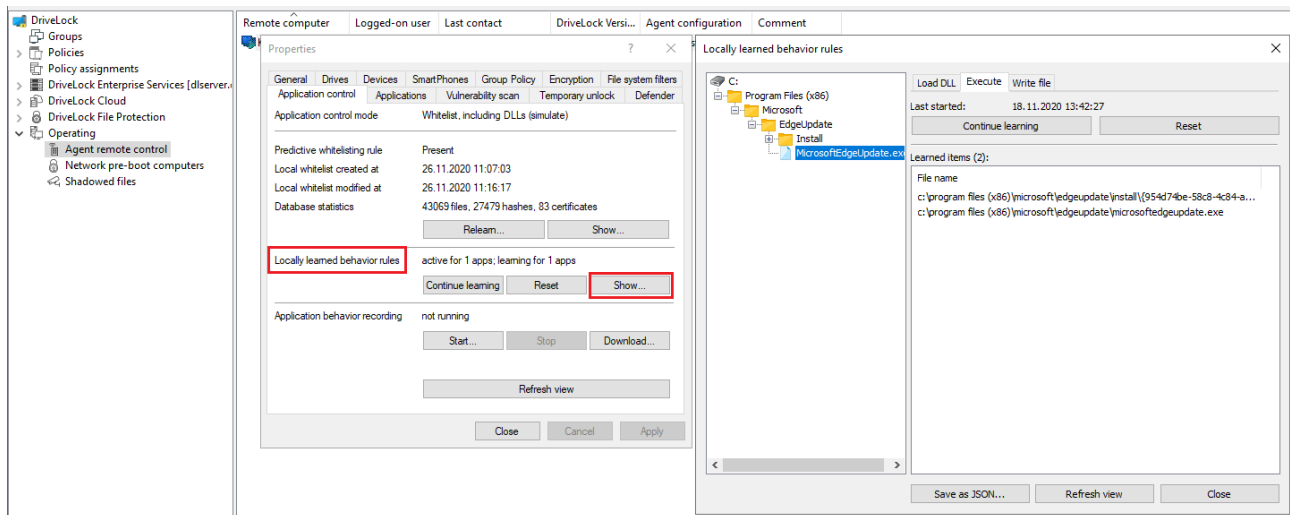 DriveLock
Groups
Policies
Policy assignments
DriveLock Enterprise Services [dlserver.
DriveLock Cloud
DriveLock File Protection
Operating
Agent remote control
Network pre-boot computers
Shadowed files
Remote computer Logged-on user Last contact DriveLock Versi... Agent configuration Comment
Properties
General Drives Devices SmartPhones Group Policy Encryption File system filters
Application control Applications Vulnerability scan Temporary unlock Defender
Application control mode Whitelist, including DLLs (simulate)
Predictive whitelisting rule Present
Local whitelist created at 26.11.2020 11:07:03
Local whitelist modified at 26.11.2020 11:16:17
Database statistics 43069 files, 27479 hashes, 83 certificates
Relearn... Show...
Locally learned behavior rules active for 1 apps; learning for 1 apps
Continue learning Reset Show...
Application behavior recording not running
Start... Stop Download...
Refresh view
Close Cancel Apply
Locally learned behavior rules
C:
Program Files (x86)
Microsoft
EdgeUpdate
Install
MicrosoftEdgeUpdate.exe
Load DLL Execute Write file
Last started: 18.11.2020 13:42:27
Continue learning Reset
Learned items (2):
File name
c:\program files (x86)\microsoft\edgeupdate\install\{954d74be-58c8-4c84-a...
c:\program files (x86)\microsoft\edgeupdate\microsoftedgeupdate.exe
Save as JSON... Refresh view Close